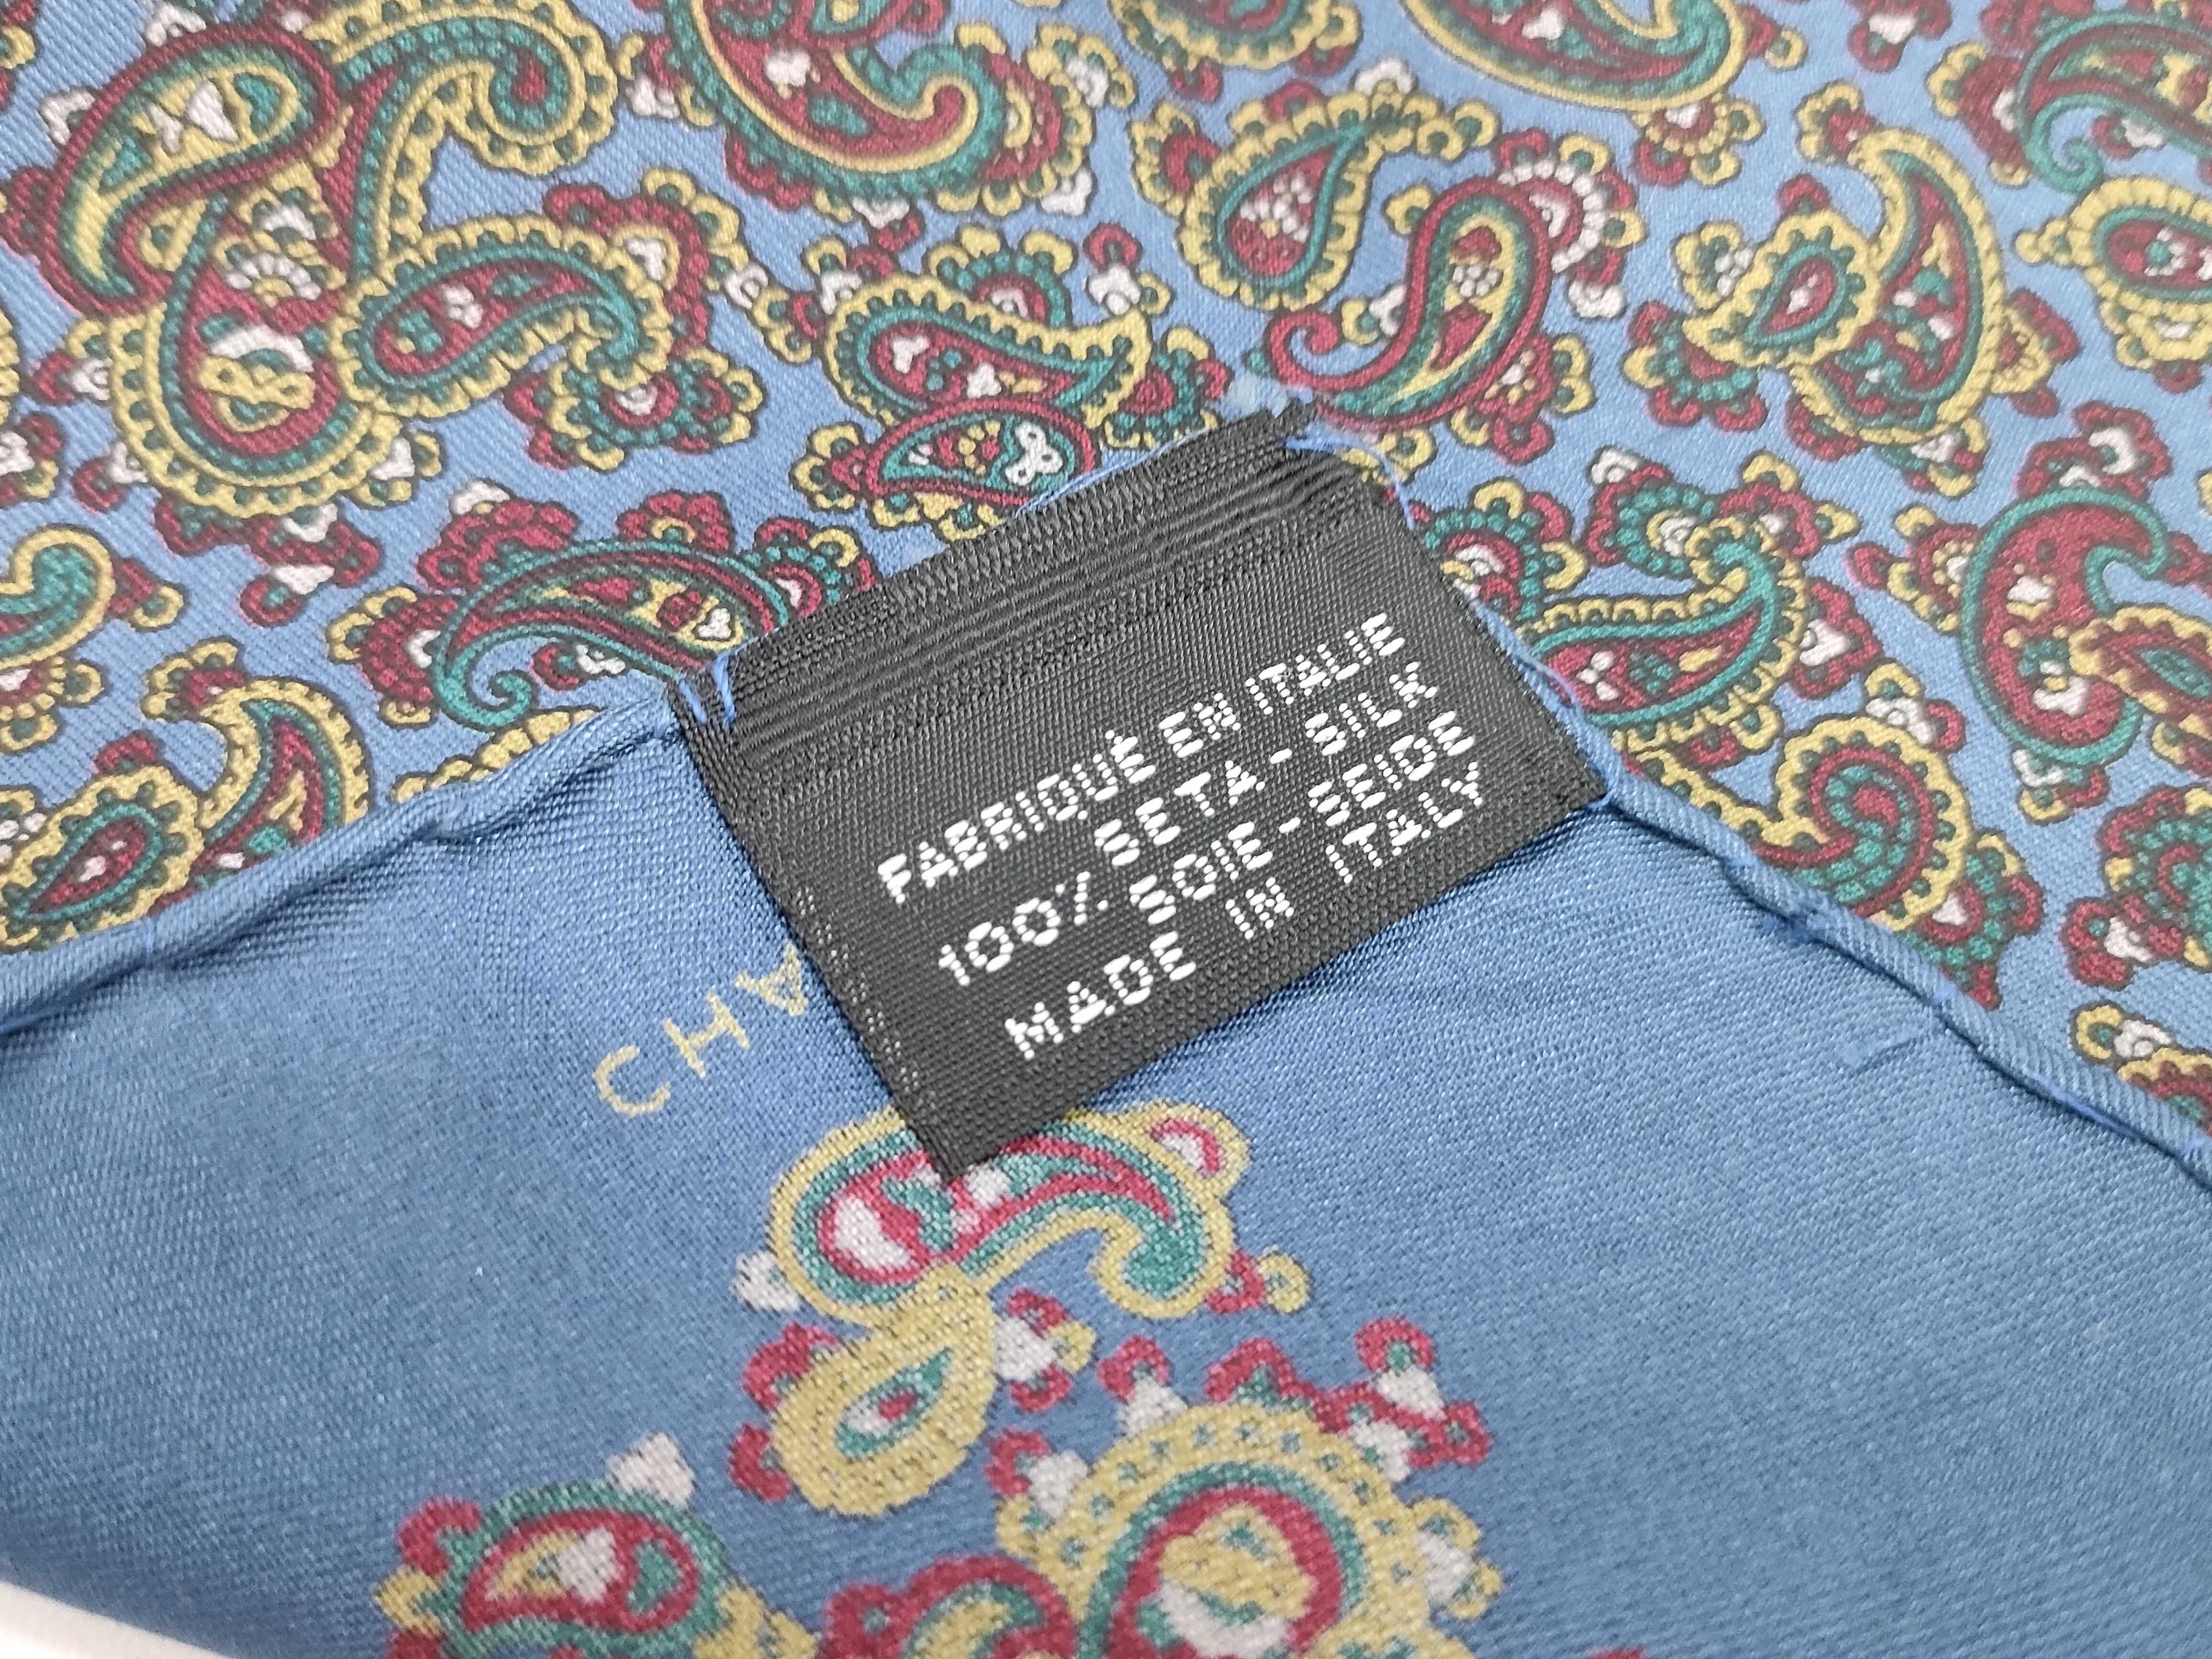 FABRIQUÉ EN ITALIE
100% SETA - SILK
SOIE - SEIDE
MADE IN ITALY
CHA